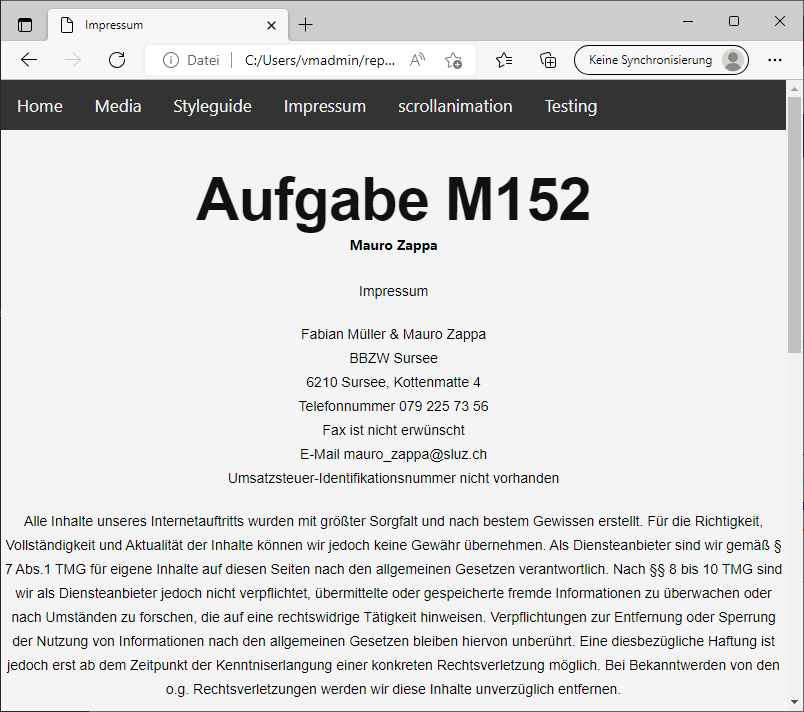 Impressum
Datei C:/Users/vmadmin/rep... Keine Synchronisierung
Home Media Styleguide Impressum scrollanimation Testing
Aufgabe M152
Mauro Zappa
Impressum
Fabian Müller & Mauro Zappa
BBZW Sursee
6210 Sursee, Kottenmatte 4
Telefonnummer 079 225 73 56
Fax ist nicht erwünscht
E-Mail mauro_zappa@sluz.ch
Umsatzsteuer-Identifikationsnummer nicht vorhanden
Alle Inhalte unseres Internetauftritts wurden mit größter Sorgfalt und nach bestem Gewissen erstellt. Für die Richtigkeit,
Vollständigkeit und Aktualität der Inhalte können wir jedoch keine Gewähr übernehmen. Als Diensteanbieter sind wir gemäß §
7 Abs.1 TMG für eigene Inhalte auf diesen Seiten nach den allgemeinen Gesetzen verantwortlich. Nach §§ 8 bis 10 TMG sind
wir als Diensteanbieter jedoch nicht verpflichtet, übermittelte oder gespeicherte fremde Informationen zu überwachen oder
nach Umständen zu forschen, die auf eine rechtswidrige Tätigkeit hinweisen. Verpflichtungen zur Entfernung oder Sperrung
der Nutzung von Informationen nach den allgemeinen Gesetzen bleiben hiervon unberührt. Eine diesbezügliche Haftung ist
jedoch erst ab dem Zeitpunkt der Kenntniserlangung einer konkreten Rechtsverletzung möglich. Bei Bekanntwerden von den
o.g. Rechtsverletzungen werden wir diese Inhalte unverzüglich entfernen.